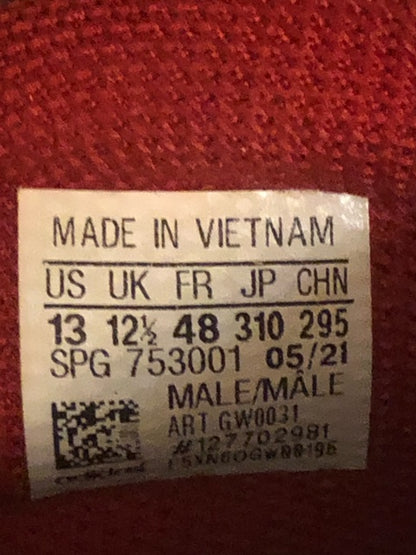 MADE IN VIETNAM
US UK FR JP CHN
13 12½ 48 310 295
SPG 753001 05/21
MALE/MÂLE
ART GW0031
#127702981